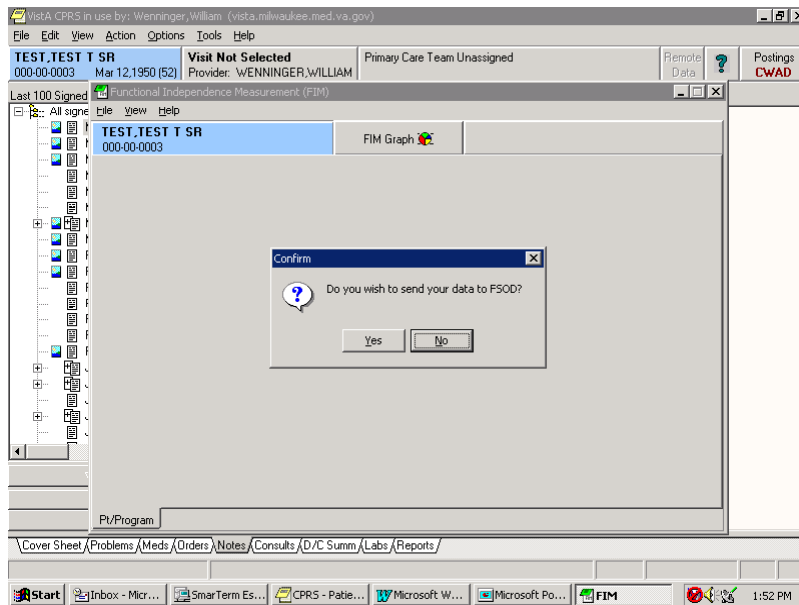 VistA CPRS in use by: Wenninger,William (vista.milwaukee.med.va.gov)
File Edit View Action Options Tools Help
TEST,TEST T SR
000-00-0003 Mar 12,1950 (52)
Visit Not Selected
Provider: WENNINGER,WILLIAM
Primary Care Team Unassigned
Remote
Data
Postings
CWAD
Last 100 Signed
All signe
Functional Independence Measurement (FIM)
File View Help
TEST,TEST T SR
000-00-0003
FIM Graph
Confirm
Do you wish to send your data to FSOD?
Yes No
Pt/Program
Cover Sheet Problems Meds Orders Notes Consults D/C Summ Labs Reports
Start Inbox - Micr... SmarTerm Es... CPRS - Patie... Microsoft W... Microsoft Po... FIM 1:52 PM